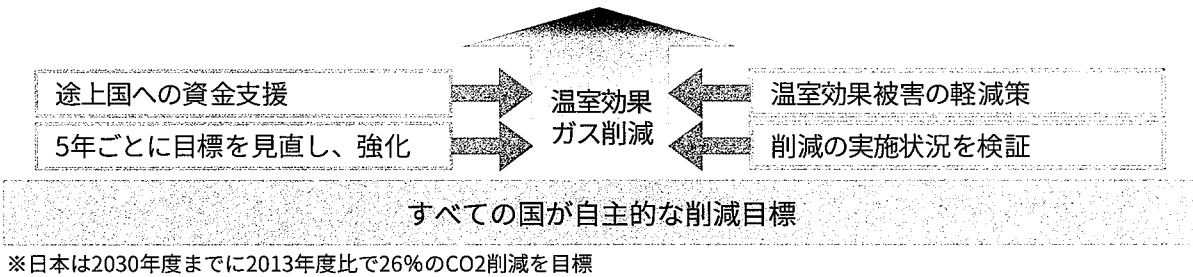 途上国への資金支援
5年ごとに目標を見直し、強化
温室効果
ガス削減
温室効果被害の軽減策
削減の実施状況を検証
すべての国が自主的な削減目標
※日本は2030年度までに2013年度比で26%のCO2削減を目標